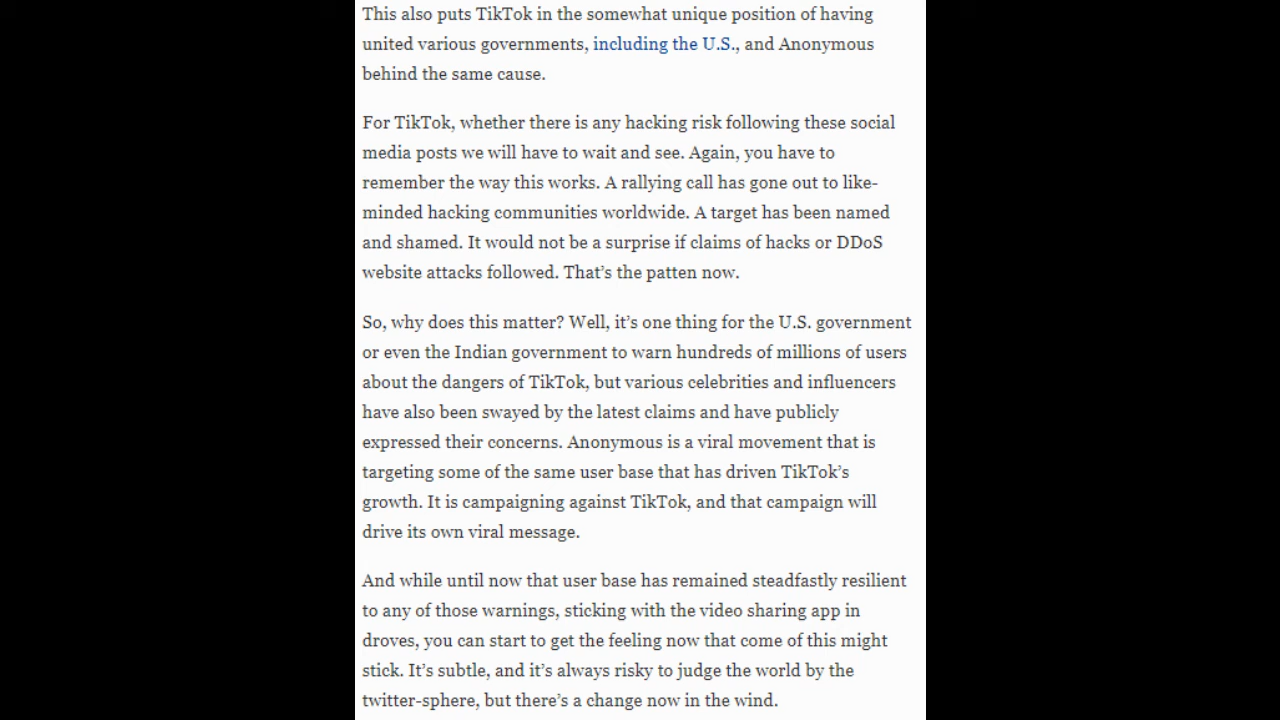 This also puts TikTok in the somewhat unique position of having
united various governments, including the U.S., and Anonymous
behind the same cause.
For TikTok, whether there is any hacking risk following these social
media posts we will have to wait and see. Again, you have to
remember the way this works. A rallying call has gone out to like-
minded hacking communities worldwide. A target has been named
and shamed. It would not be a surprise if claims of hacks or DDoS
website attacks followed. That’s the patten now.
So, why does this matter? Well, it’s one thing for the U.S. government
or even the Indian government to warn hundreds of millions of users
about the dangers of TikTok, but various celebrities and influencers
have also been swayed by the latest claims and have publicly
expressed their concerns. Anonymous is a viral movement that is
targeting some of the same user base that has driven TikTok’s
growth. It is campaigning against TikTok, and that campaign will
drive its own viral message.
And while until now that user base has remained steadfastly resilient
to any of those warnings, sticking with the video sharing app in
droves, you can start to get the feeling now that come of this might
stick. It’s subtle, and it’s always risky to judge the world by the
twitter-sphere, but there’s a change now in the wind.